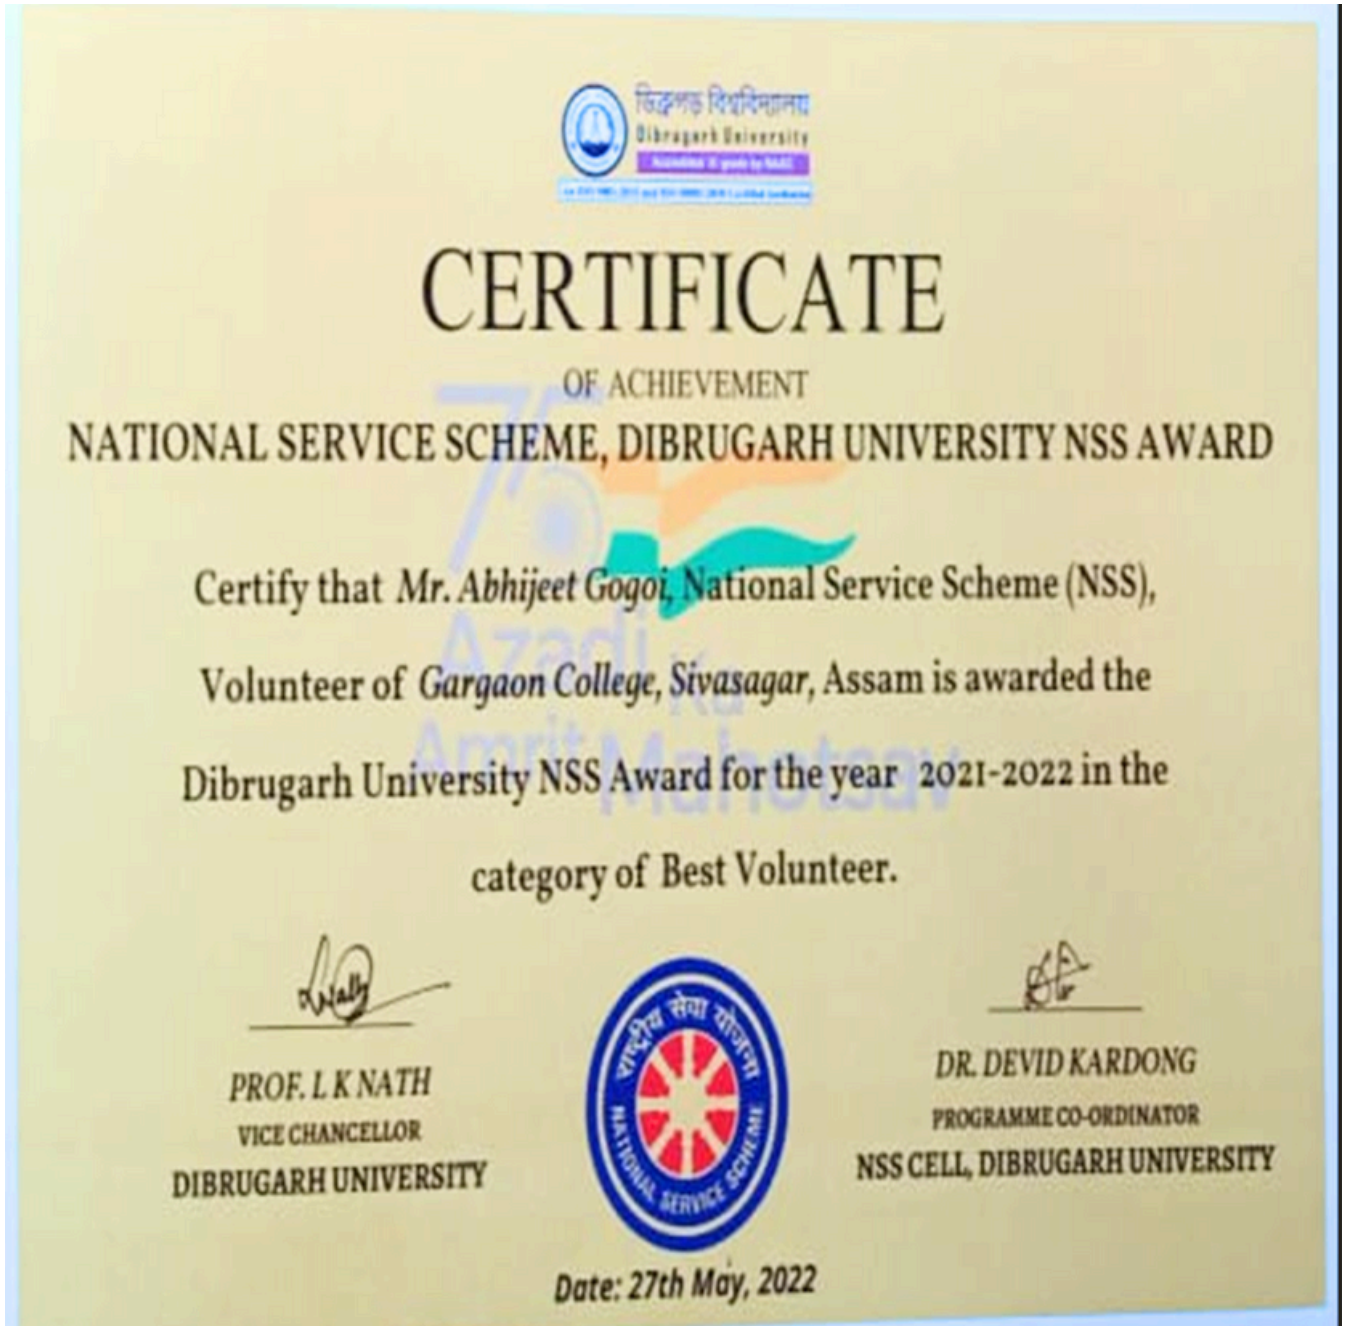 ডিব্ৰুগড় বিশ্ববিদ্যালয়
Dibrugarh University
CERTIFICATE
OF ACHIEVEMENT
NATIONAL SERVICE SCHEME, DIBRUGARH UNIVERSITY NSS AWARD
75
Certify that Mr. Abhijeet Gogoi, National Service Scheme (NSS),
Azadi
Volunteer of Gargaon College, Sivasagar, Assam is awarded the
Ka
Amrit Mahotsav
Dibrugarh University NSS Award for the year 2021-2022 in the
category of Best Volunteer.
PROF. L K NATH
VICE CHANCELLOR
DIBRUGARH UNIVERSITY
राष्ट्रीय सेवा योजना
NATIONAL SERVICE SCHEME
DR. DEVID KARDONG
PROGRAMME CO-ORDINATOR
NSS CELL, DIBRUGARH UNIVERSITY
Date: 27th May, 2022